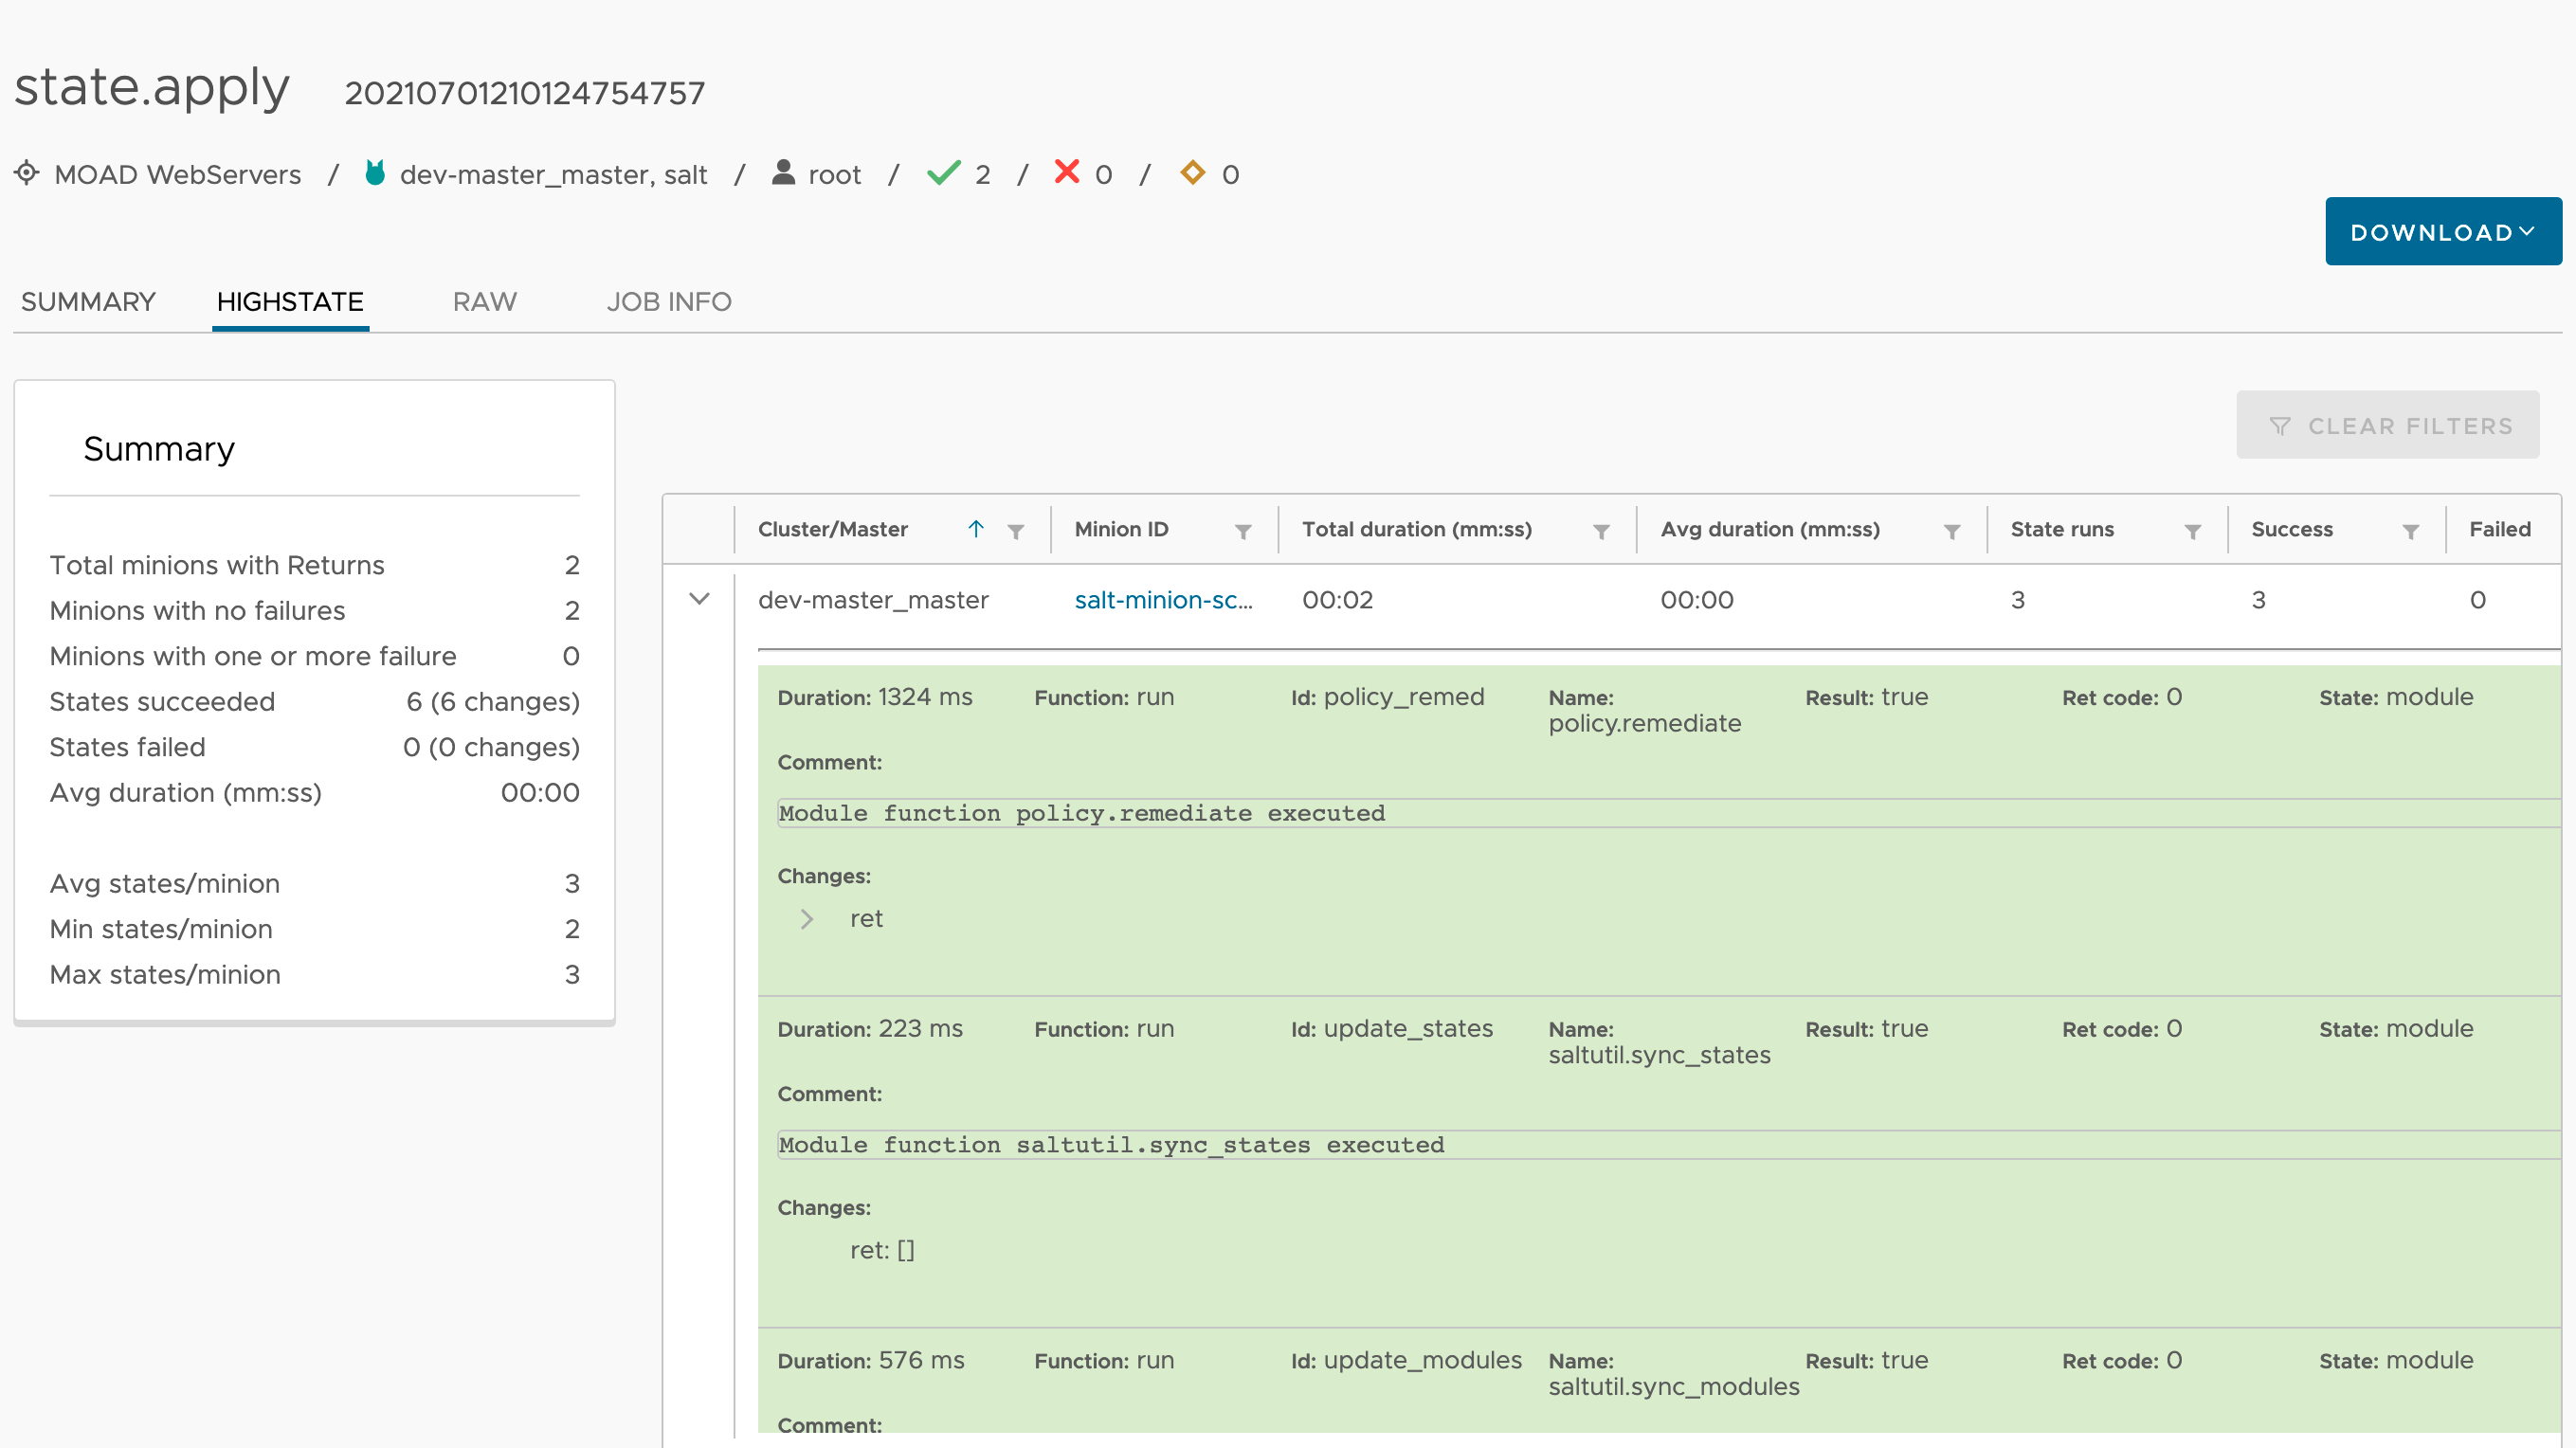 state.apply 20210701210124754757
MOAD WebServers / dev-master_master, salt / root / 2 / 0 / 0
DOWNLOAD
SUMMARY HIGHSTATE RAW JOB INFO
CLEAR FILTERS
Summary
Total minions with Returns 2
Minions with no failures 2
Minions with one or more failure 0
States succeeded 6 (6 changes)
States failed 0 (0 changes)
Avg duration (mm:ss) 00:00
Avg states/minion 3
Min states/minion 2
Max states/minion 3
Cluster/Master Minion ID Total duration (mm:ss) Avg duration (mm:ss) State runs Success Failed
dev-master_master salt-minion-sc... 00:02 00:00 3 3 0
Duration: 1324 ms Function: run Id: policy_remed Name: Result: true Ret code: 0 State: module
policy.remediate
Comment:
Module function policy.remediate executed
Changes:
ret
Duration: 223 ms Function: run Id: update_states Name: Result: true Ret code: 0 State: module
saltutil.sync_states
Comment:
Module function saltutil.sync_states executed
Changes:
ret: []
Duration: 576 ms Function: run Id: update_modules Name: Result: true Ret code: 0 State: module
saltutil.sync_modules
Comment: